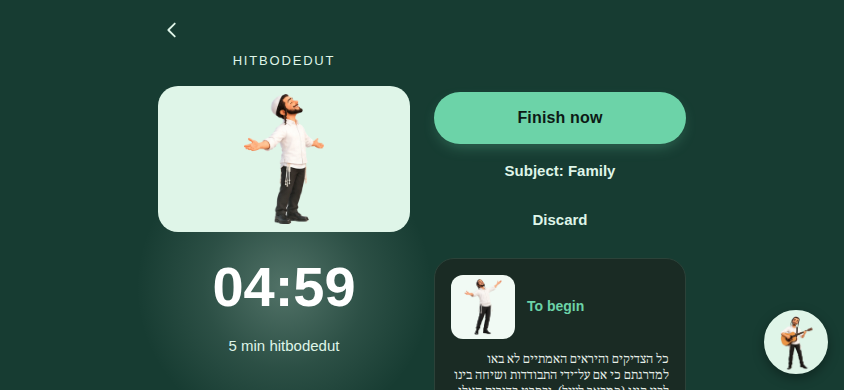 HITBODEDUT
04:59
5 min hitbodedut
Finish now
Subject: Family
Discard
To begin
כל הצדיקים והיראים האמתיים לא באו
למדרגתם כי אם על־ידי התבודדות ושיחה בינו